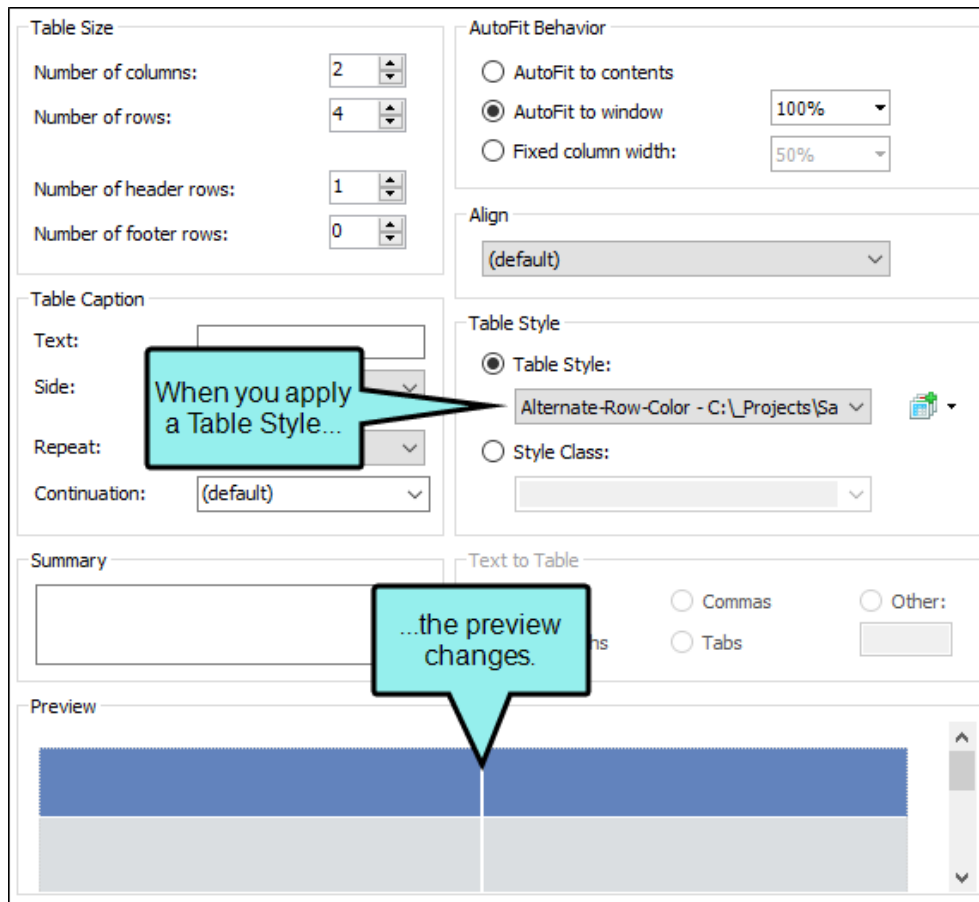 Table Size
Number of columns:
2
Number of rows:
4
Number of header rows:
1
Number of footer rows:
0
AutoFit Behavior
AutoFit to contents
AutoFit to window
100%
Fixed column width:
50%
Align
(default)
Table Caption
Text:
Side:
Repeat:
Continuation:
(default)
When you apply
a Table Style...
Table Style
Table Style:
Alternate-Row-Color - C:\_Projects\Sa
Style Class:
Summary
Text to Table
Commas
Other:
Tabs
...the preview
changes.
Preview